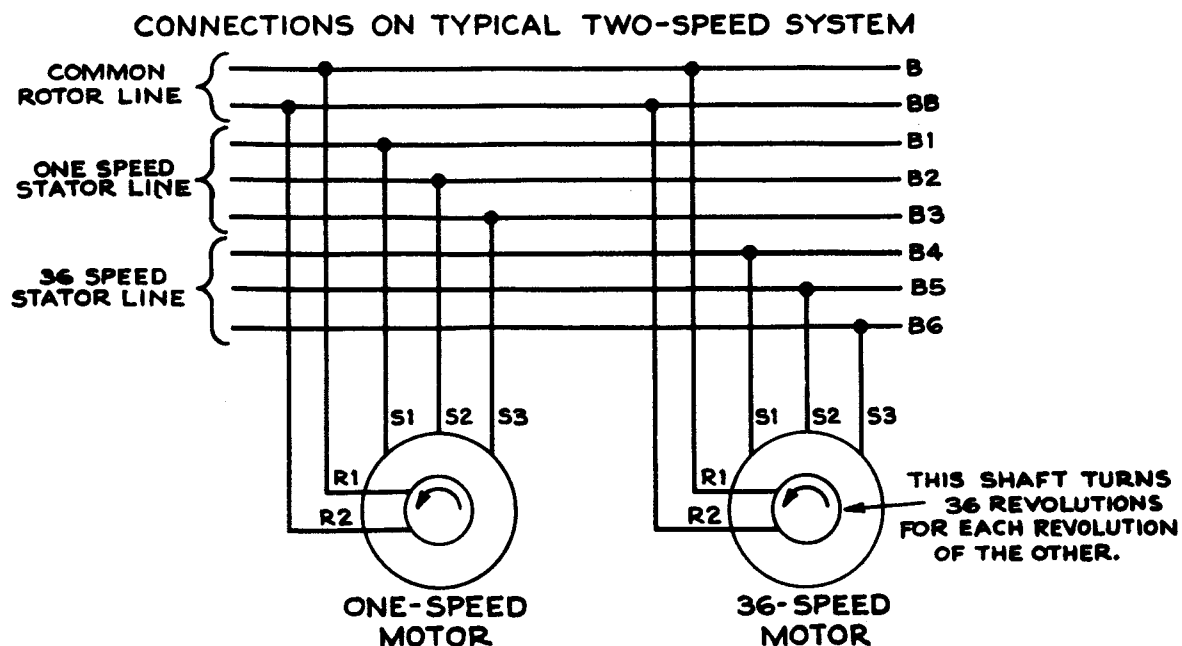 CONNECTIONS ON TYPICAL TWO-SPEED SYSTEM
COMMON
ROTOR LINE
B
BB
ONE SPEED
STATOR LINE
B1
B2
B3
36 SPEED
STATOR LINE
B4
B5
B6
S1 S2 S3
R1
R2
ONE-SPEED
MOTOR
S1 S2 S3
R1
R2
36-SPEED
MOTOR
THIS SHAFT TURNS
36 REVOLUTIONS
FOR EACH REVOLUTION
OF THE OTHER.